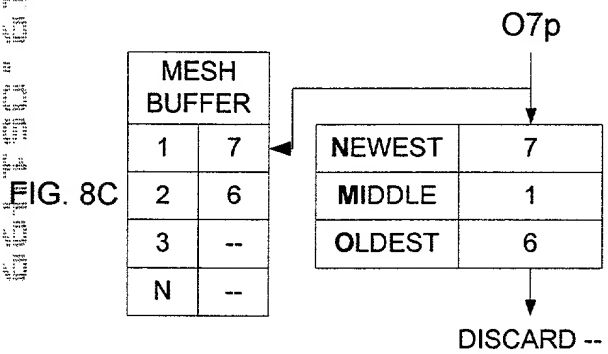 O7p
MESH
BUFFER
1 7
2 6
3 --
N --
FIG. 8C
NEWEST 7
MIDDLE 1
OLDEST 6
DISCARD --